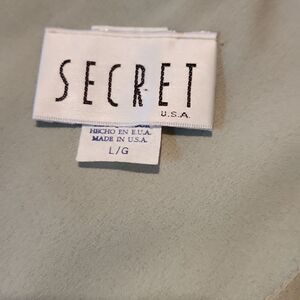 SECRET
U.S.A.
HECHO EN E.U.A.
MADE IN U.S.A.
L/G